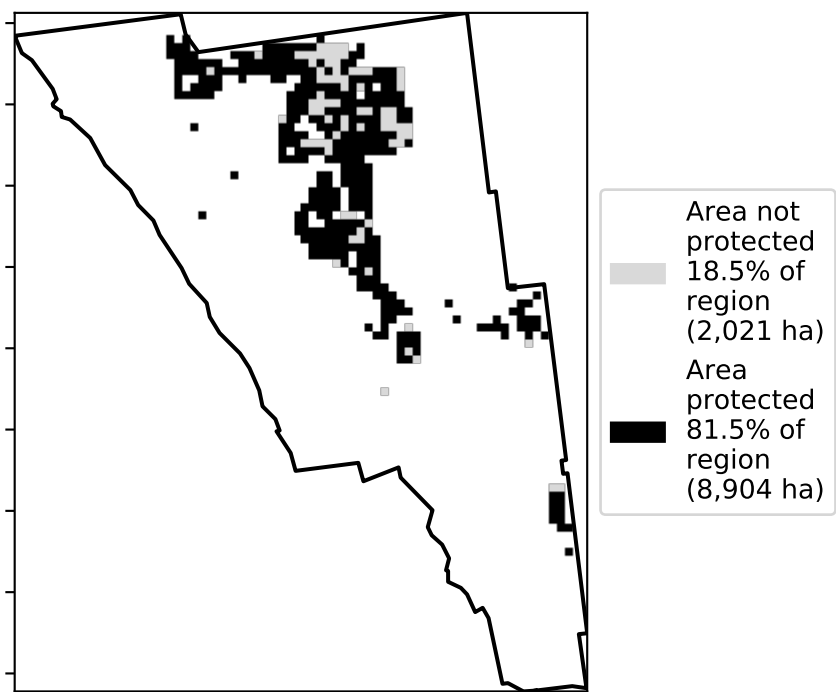 Area not
protected
18.5% of
region
(2,021 ha)
Area
protected
81.5% of
region
(8,904 ha)